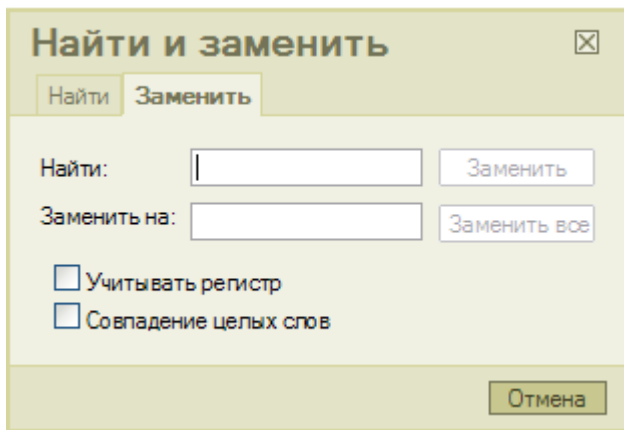 Найти и заменить
Найти Заменить
Найти: Заменить
Заменить на: Заменить все
Учитывать регистр
Совпадение целых слов
Отмена